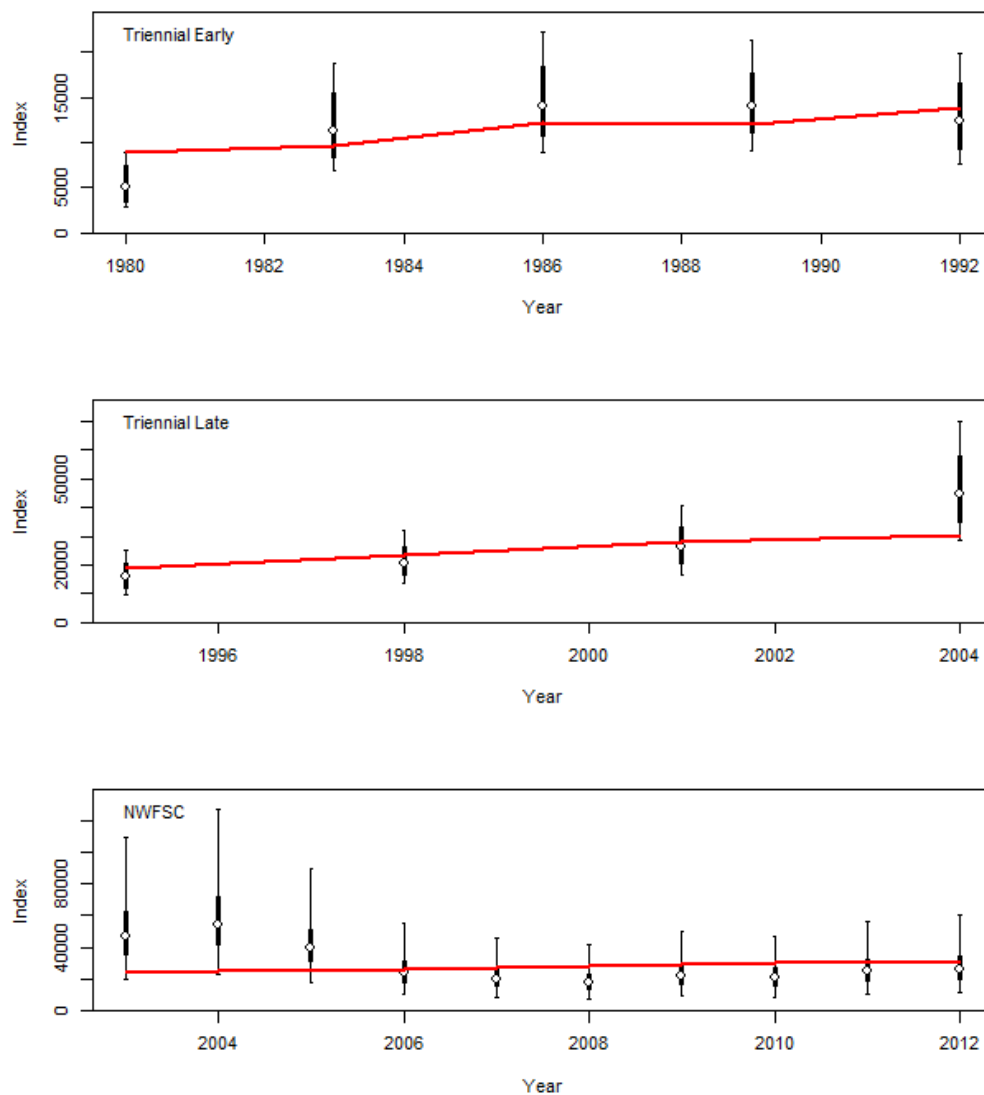 Triennial Early
Index
0 5000 15000
1980 1982 1984 1986 1988 1990 1992
Year
Triennial Late
Index
0 20000 50000
1996 1998 2000 2002 2004
Year
NWFSC
Index
0 40000 80000
2004 2006 2008 2010 2012
Year